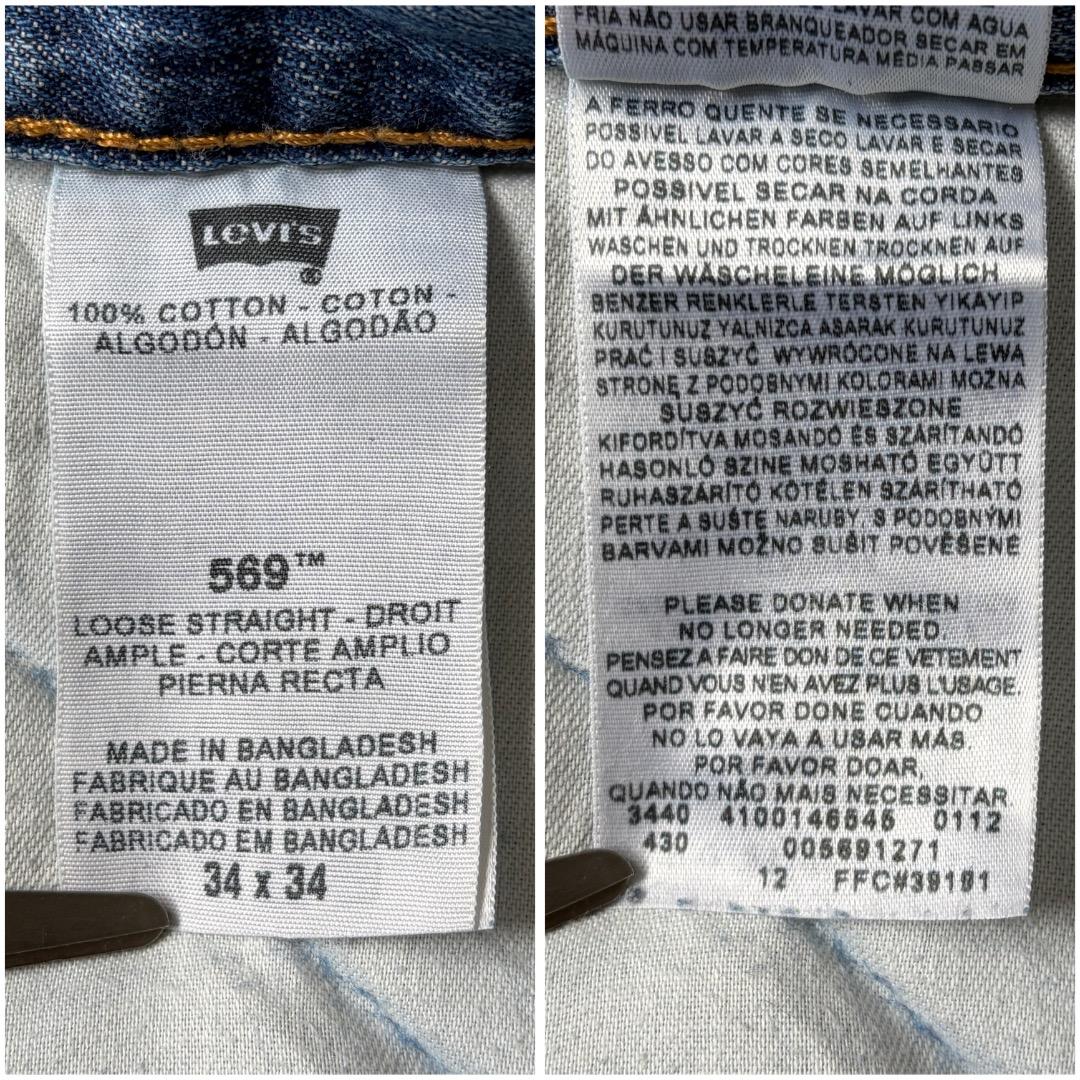 LEVI'S
100% COTTON - COTON -
ALGODÓN - ALGODÃO
569™
LOOSE STRAIGHT - DROIT
AMPLE - CORTE AMPLIO
PIERNA RECTA
MADE IN BANGLADESH
FABRIQUE AU BANGLADESH
FABRICADO EN BANGLADESH
FABRICADO EM BANGLADESH
34 x 34
LAVAR COM AGUA
FRIA NÃO USAR BRANQUEADOR SECAR EM
MÁQUINA COM TEMPERATURA MÉDIA PASSAR
A FERRO QUENTE SE NECESSARIO
POSSIVEL LAVAR A SECO LAVAR E SECAR
DO AVESSO COM CORES SEMELHANTES
POSSIVEL SECAR NA CORDA
MIT ÄHNLICHEN FARBEN AUF LINKS
WASCHEN UND TROCKNEN TROCKNEN AUF
DER WÄSCHELEINE MÖGLICH
BENZER RENKLERLE TERSTEN YIKAYIP
KURUTUNUZ YALNIZCA ASARAK KURUTUNUZ
PRAĆ I SUSZYĆ WYWRÓCONE NA LEWA
STRONĘ Z PODOBNYMI KOLORAMI MOŻNA
SUSZYĆ ROZWIESZONE
KIFORDÍTVA MOSANDÓ ÉS SZÁRÍTANDÓ
HASONLÓ SZINE MOSHATÓ EGYÜTT
RUHASZÁRÍTÓ KÖTÉLEN SZÁRÍTHATÓ
PERTE A SUŠTE NARUBY, S PODOBNÝMI
BARVAMI MOŽNO SUŠIT POVĚŠENÉ
PLEASE DONATE WHEN
NO LONGER NEEDED.
PENSEZ A FAIRE DON DE CE VETEMENT
QUAND VOUS N'EN AVEZ PLUS L'USAGE.
POR FAVOR DONE CUANDO
NO LO VAYA A USAR MÁS.
POR FAVOR DOAR,
QUANDO NÃO MAIS NECESSITAR.
3440 4100146545 0112
430 005691271
12 FFC#39191